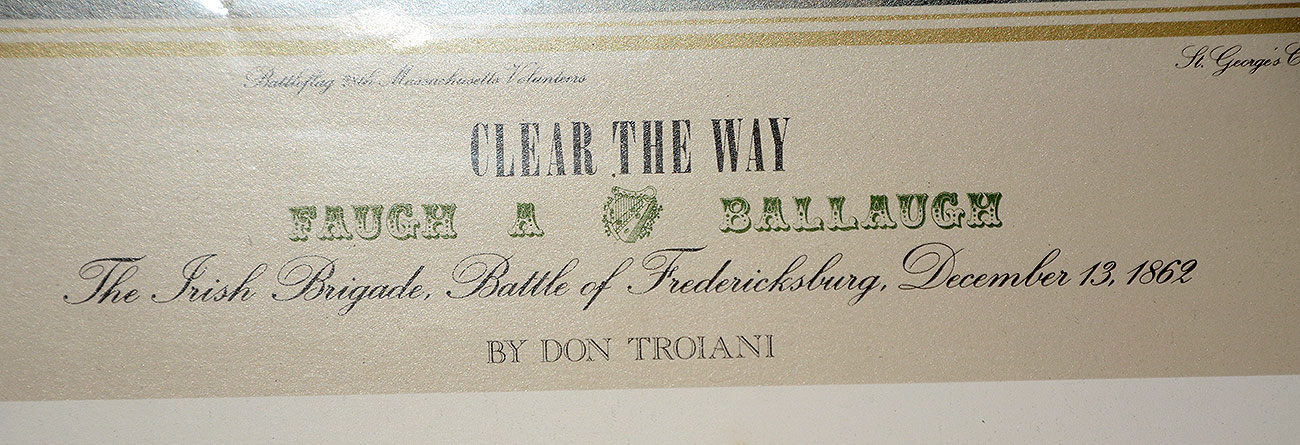 Battleflag 28th Massachusetts Volunteers
St. George's C
CLEAR THE WAY
FAUGH A BALLAUGH
The Irish Brigade, Battle of Fredericksburg, December 13, 1862
BY DON TROIANI